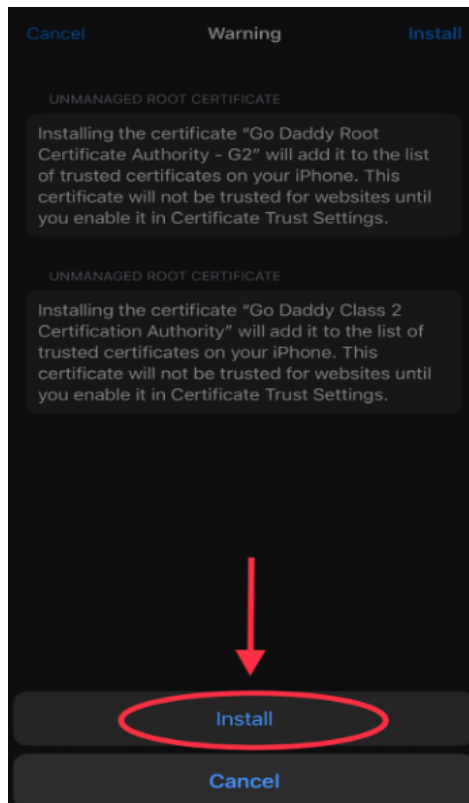 Cancel Warning Install
UNMANAGED ROOT CERTIFICATE
Installing the certificate “Go Daddy Root
Certificate Authority - G2” will add it to the list
of trusted certificates on your iPhone. This
certificate will not be trusted for websites until
you enable it in Certificate Trust Settings.
UNMANAGED ROOT CERTIFICATE
Installing the certificate “Go Daddy Class 2
Certification Authority” will add it to the list of
trusted certificates on your iPhone. This
certificate will not be trusted for websites until
you enable it in Certificate Trust Settings.
Install
Cancel